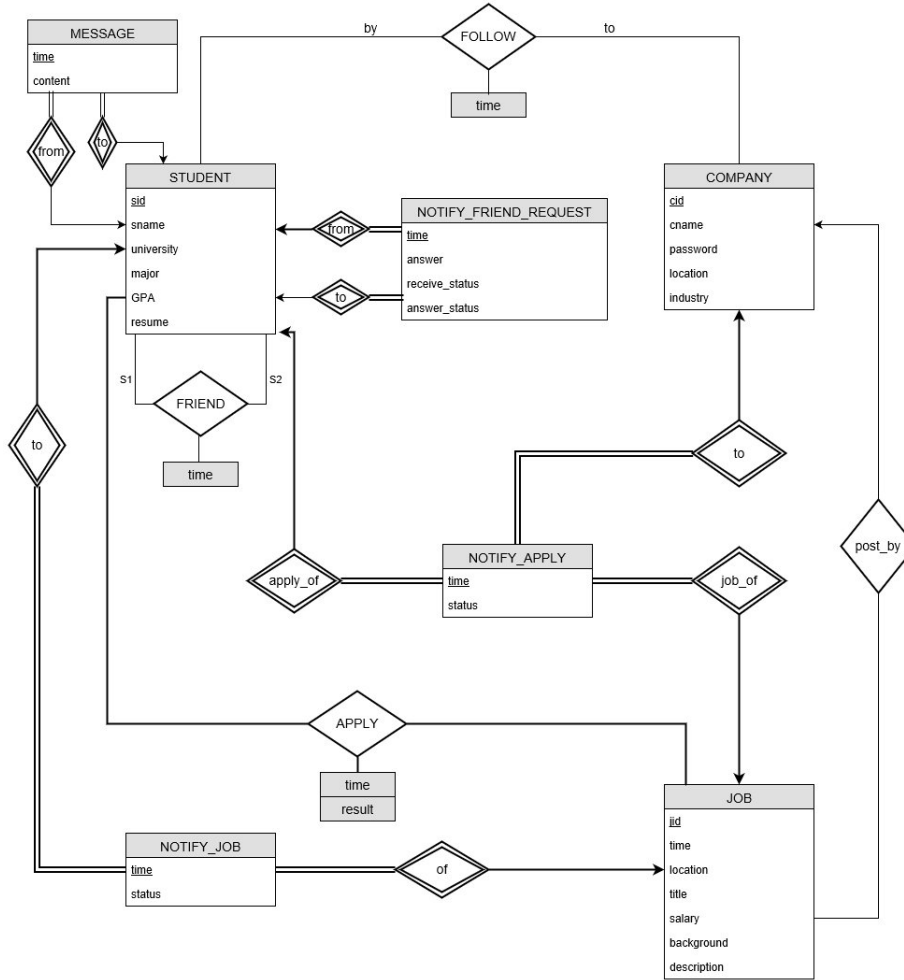 MESSAGE
time
content
by
FOLLOW
to
time
from
to
STUDENT
sid
sname
university
major
GPA
resume
COMPANY
cid
cname
password
location
industry
from
to
NOTIFY_FRIEND_REQUEST
time
answer
receive_status
answer_status
S1
S2
FRIEND
time
to
to
NOTIFY_APPLY
time
status
apply_of
job_of
post_by
APPLY
time
result
NOTIFY_JOB
time
status
of
JOB
jid
time
location
title
salary
background
description